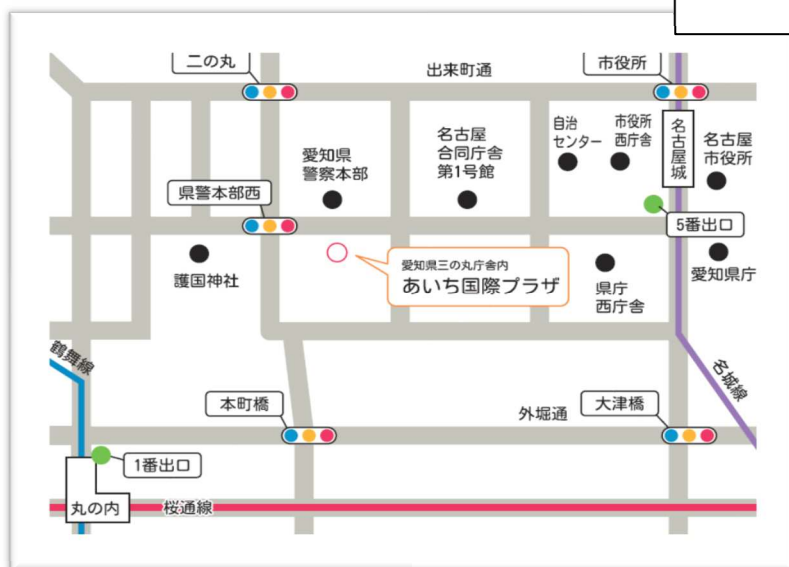 二の丸
出来町通
市役所
愛知県
警察本部
名古屋
合同庁舎
第1号館
自治
センター
市役所
西庁舎
名古屋城
名古屋
市役所
県警本部西
5番出口
護国神社
愛知県三の丸庁舎内
あいち国際プラザ
県庁
西庁舎
愛知県庁
鶴舞線
名城線
本町橋
外堀通
大津橋
1番出口
丸の内
桜通線